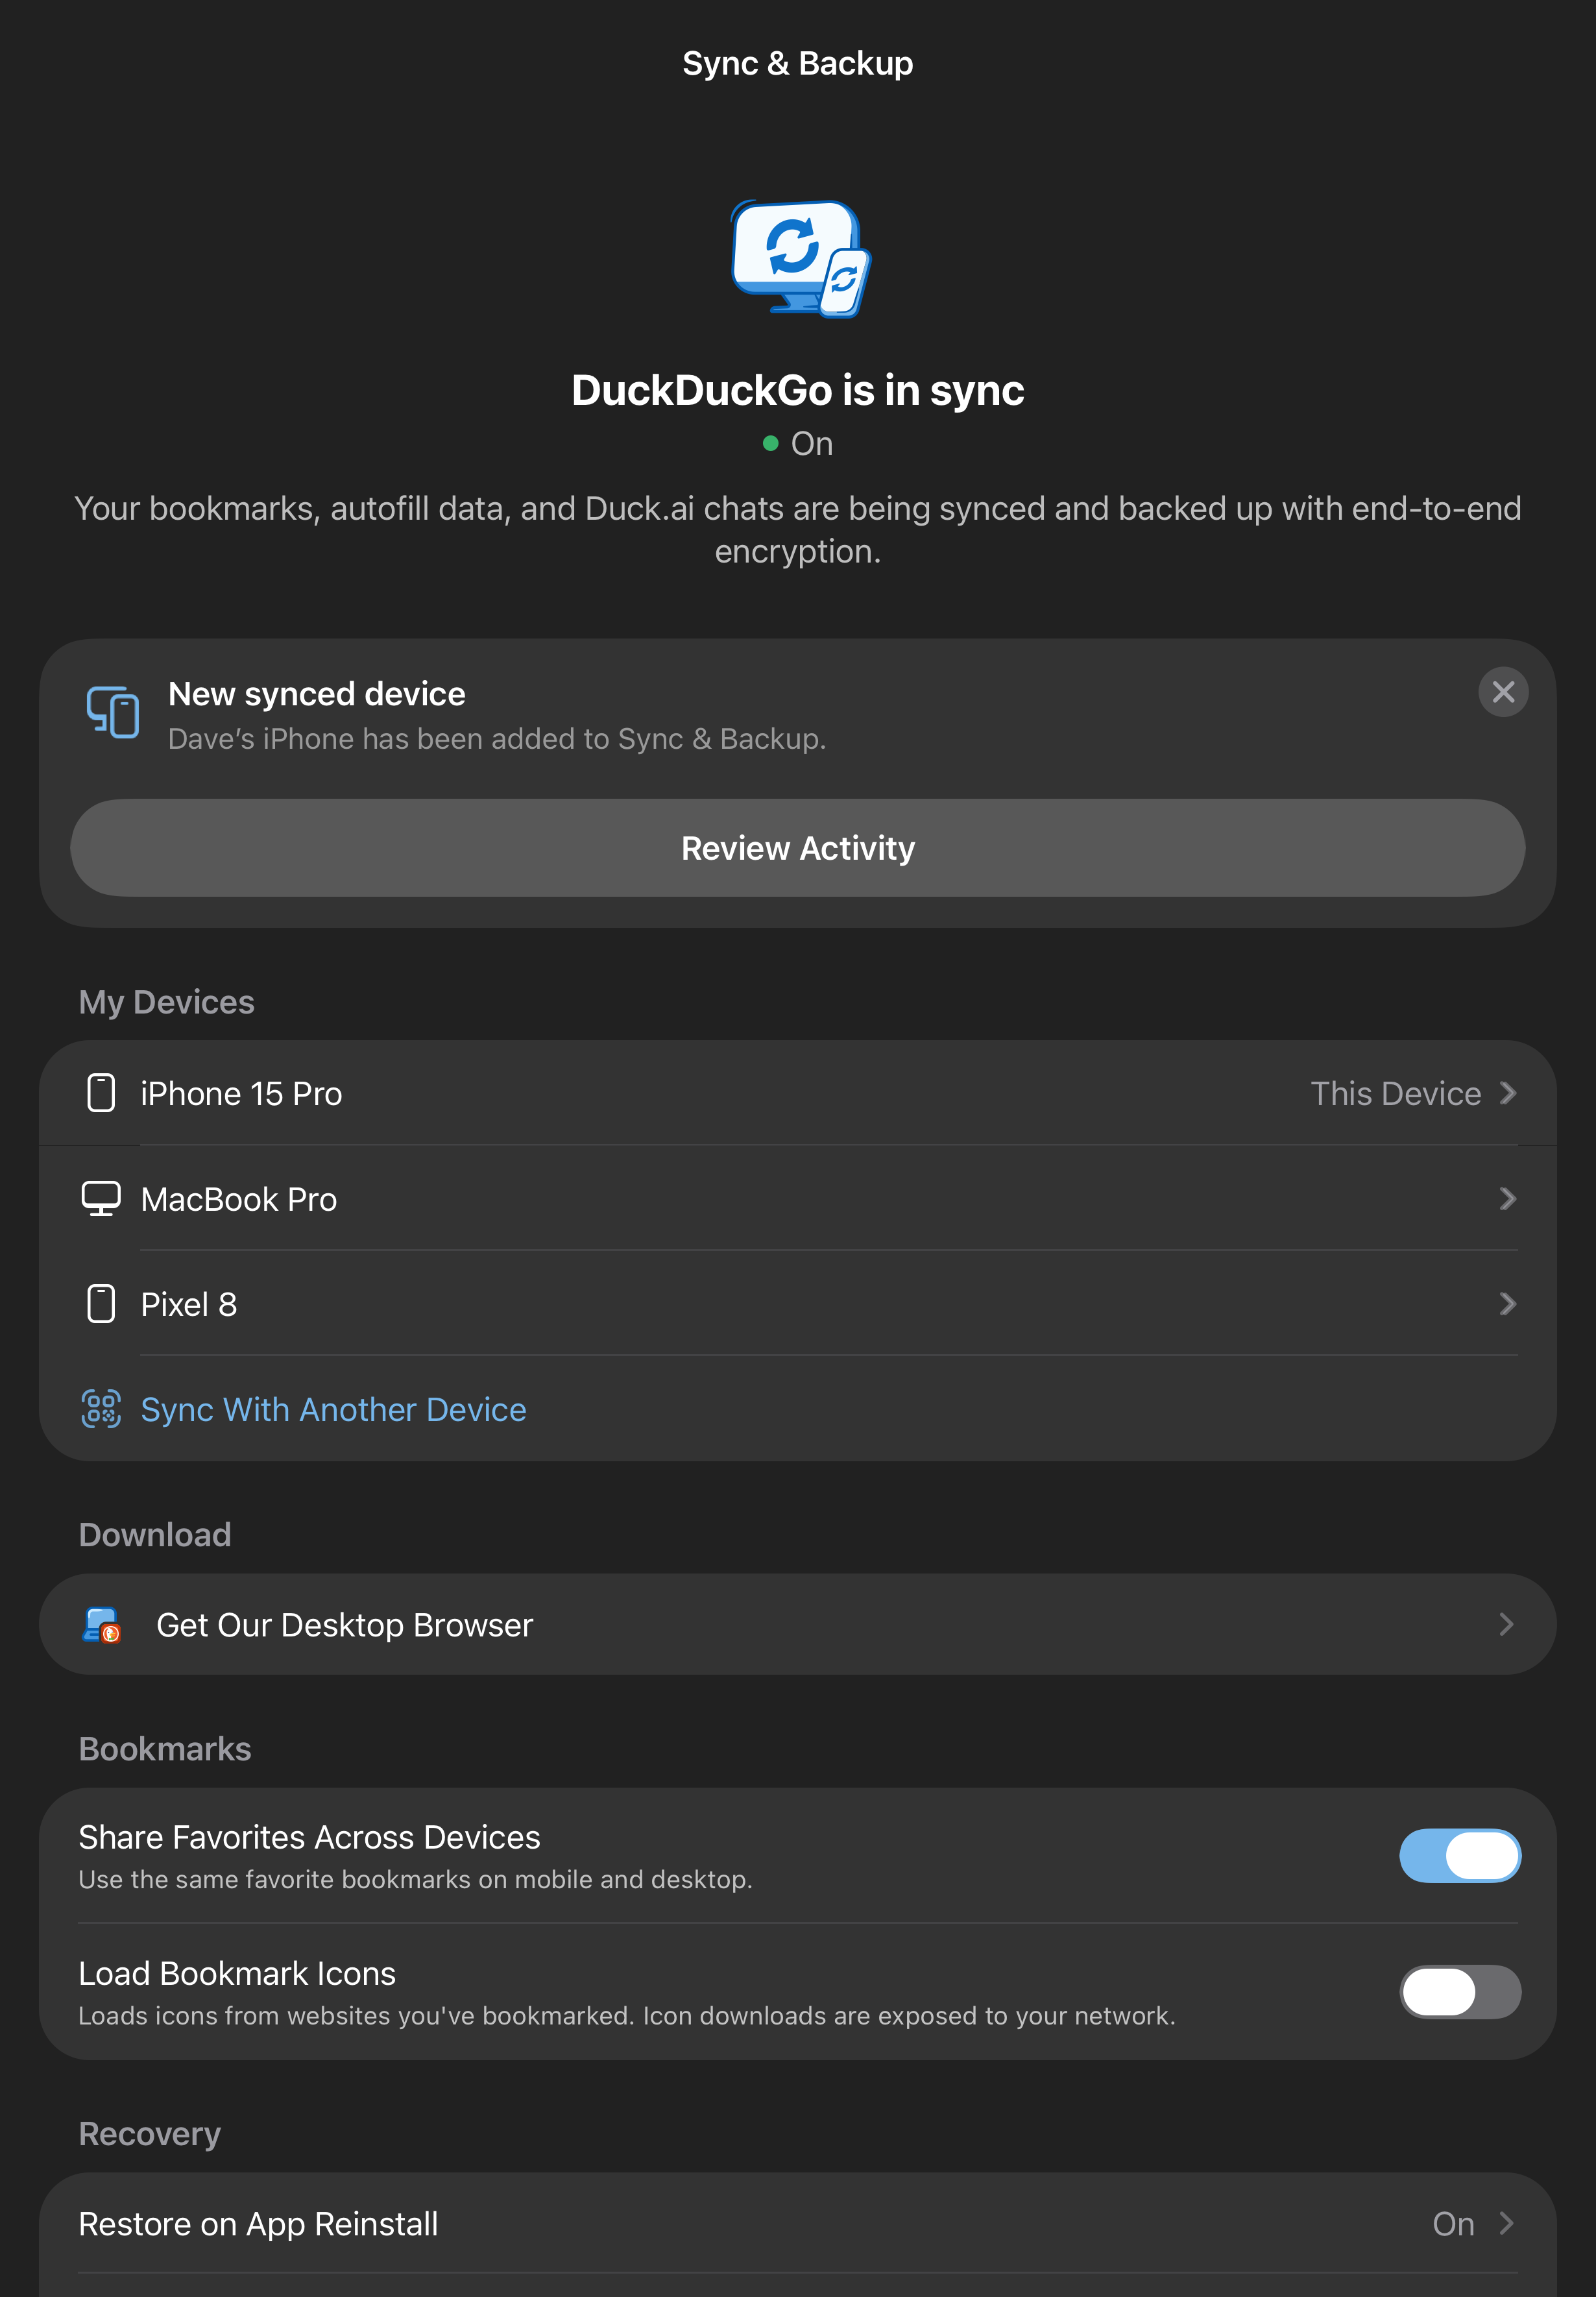 Sync & Backup
DuckDuckGo is in sync
On
Your bookmarks, autofill data, and Duck.ai chats are being synced and backed up with end-to-end
encryption.
New synced device
Dave’s iPhone has been added to Sync & Backup.
Review Activity
My Devices
iPhone 15 Pro This Device
MacBook Pro
Pixel 8
Sync With Another Device
Download
Get Our Desktop Browser
Bookmarks
Share Favorites Across Devices
Use the same favorite bookmarks on mobile and desktop.
Load Bookmark Icons
Loads icons from websites you've bookmarked. Icon downloads are exposed to your network.
Recovery
Restore on App Reinstall On